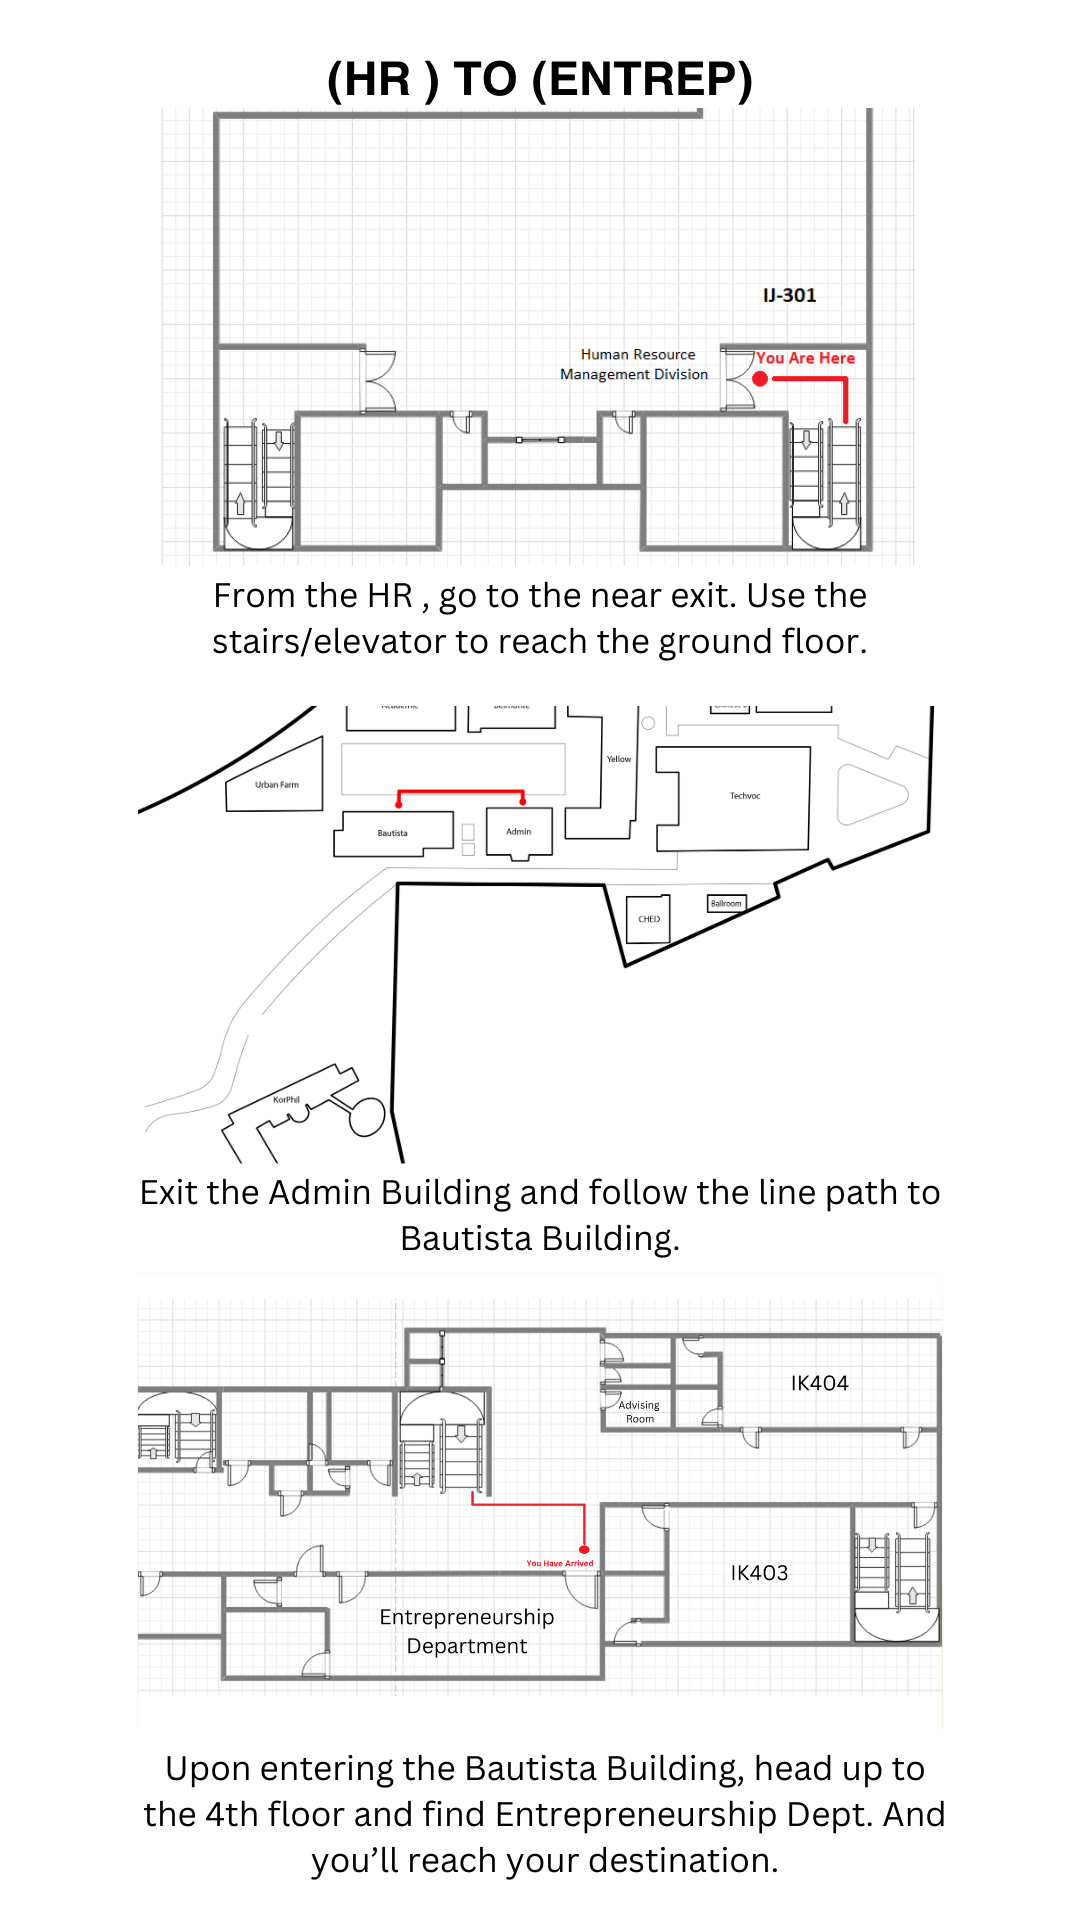 (HR ) TO (ENTREP)
IJ-301
Human Resource
Management Division
You Are Here
From the HR , go to the near exit. Use the
stairs/elevator to reach the ground floor.
Academic
Belmonte
Yellow
Urban Farm
Techvoc
Bautista
Admin
CHED
Ballroom
KorPhil
Exit the Admin Building and follow the line path to
Bautista Building.
IK404
Advising
Room
You Have Arrived
IK403
Entrepreneurship
Department
Upon entering the Bautista Building, head up to
the 4th floor and find Entrepreneurship Dept. And
you’ll reach your destination.